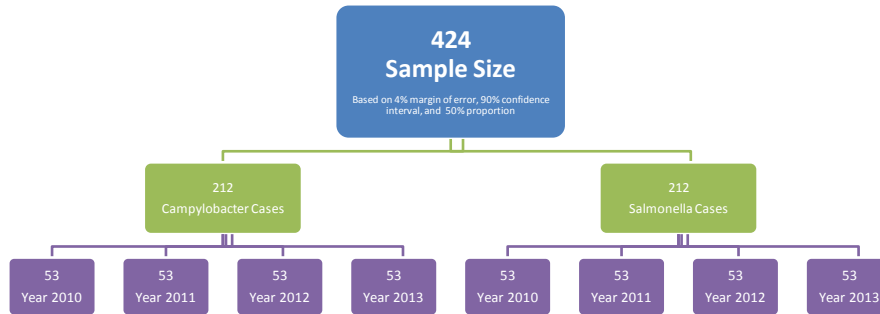 424
Sample Size
Based on 4% margin of error, 90% confidence
interval, and 50% proportion
212
Campylobacter Cases
212
Salmonella Cases
53
Year 2010
53
Year 2011
53
Year 2012
53
Year 2013
53
Year 2010
53
Year 2011
53
Year 2012
53
Year 2013